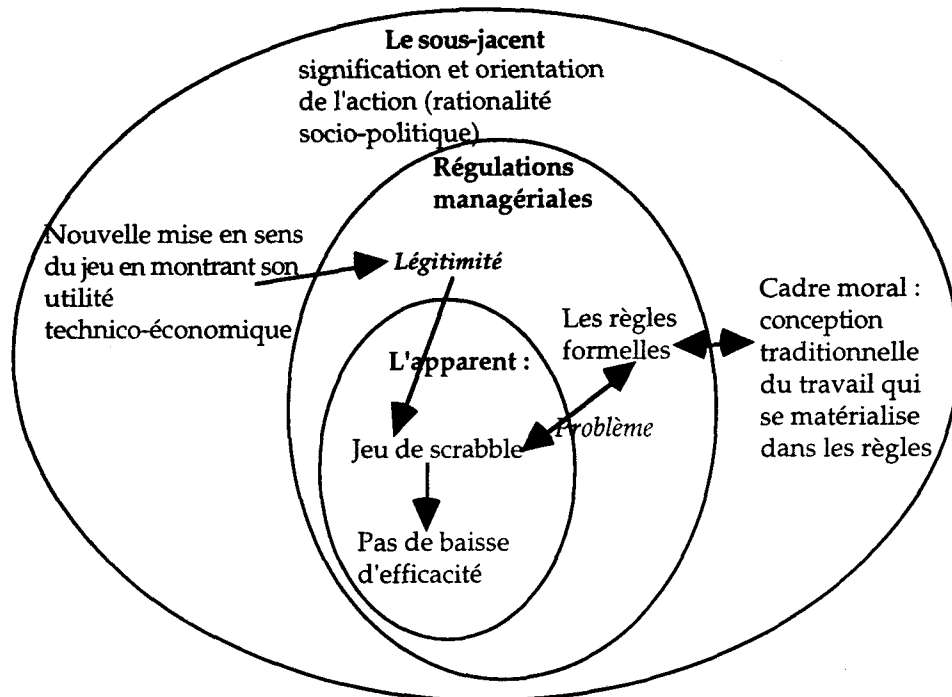 Le sous-jacent
signification et orientation
de l'action (rationalité
socio-politique)
Régulations
managériales
Nouvelle mise en sens
du jeu en montrant son
utilité
technico-économique
Légitimité
Les règles
formelles
Cadre moral :
conception
traditionnelle
du travail qui
se matérialise
dans les règles
L'apparent :
Problème
Jeu de scrabble
Pas de baisse
d'efficacité